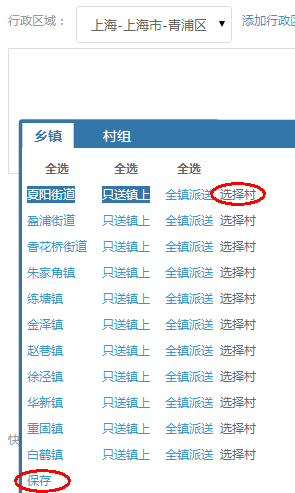 行政区域： 上海-上海市-青浦区 添加行政区
乡镇 村组
全选 全选 全选
夏阳街道 只送镇上 全镇派送 选择村
盈浦街道 只送镇上 全镇派送 选择村
香花桥街道 只送镇上 全镇派送 选择村
朱家角镇 只送镇上 全镇派送 选择村
练塘镇 只送镇上 全镇派送 选择村
金泽镇 只送镇上 全镇派送 选择村
赵巷镇 只送镇上 全镇派送 选择村
徐泾镇 只送镇上 全镇派送 选择村
华新镇 只送镇上 全镇派送 选择村
重固镇 只送镇上 全镇派送 选择村
白鹤镇 只送镇上 全镇派送 选择村
保存